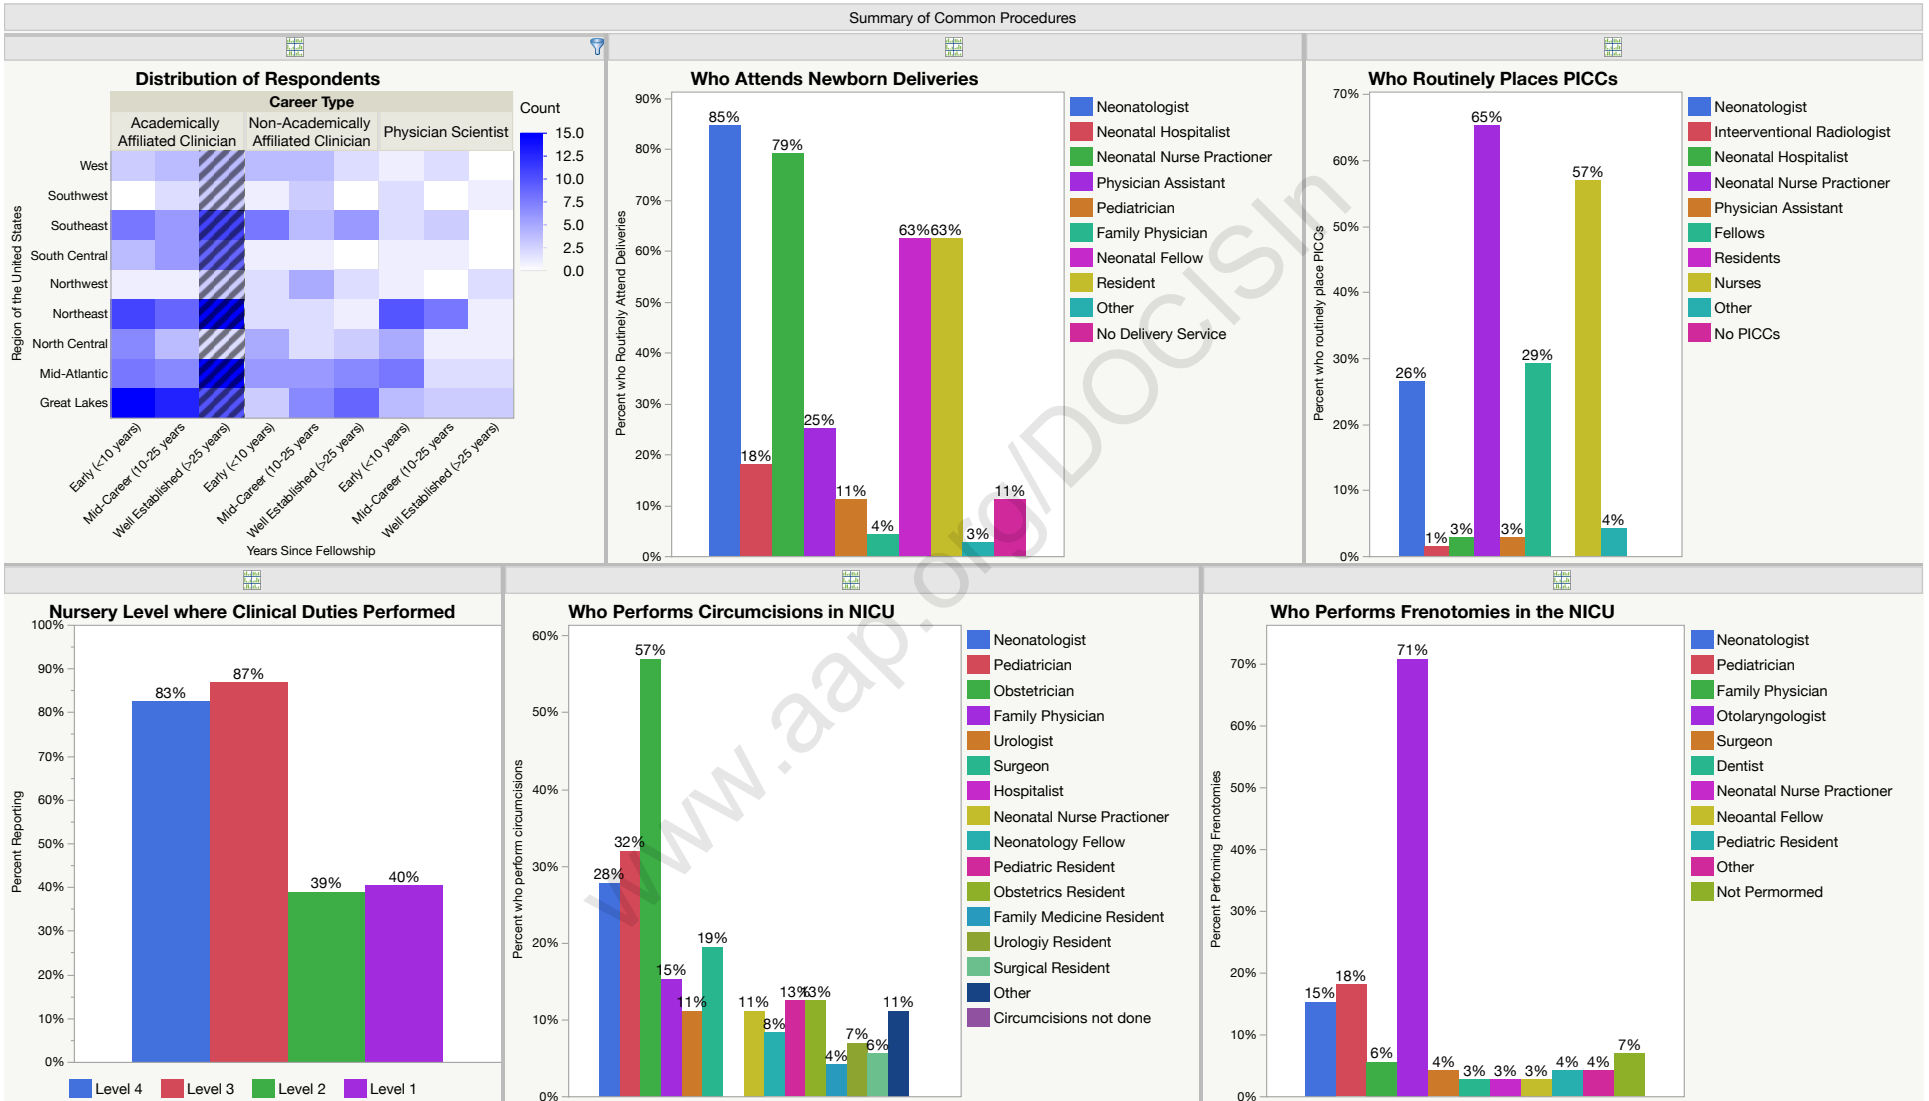 Summary of Common Procedures
Distribution of Respondents
Career Type
Academically
Affiliated Clinician
Non-Academically
Affiliated Clinician
Physician Scientist
Count
15.0
12.5
10.0
7.5
5.0
2.5
0.0
Region of the United States
West
Southwest
Southeast
South Central
Northwest
Northeast
North Central
Mid-Atlantic
Great Lakes
Early (<10 years)
Mid-Career (10-25 years
Well Established (>25 years)
Early (<10 years)
Mid-Career (10-25 years
Well Established (>25 years)
Early (<10 years)
Mid-Career (10-25 years
Well Established (>25 years)
Years Since Fellowship
Who Attends Newborn Deliveries
Percent who Routinely Attend Deliveries
90%
80%
70%
60%
50%
40%
30%
20%
10%
0%
85%
18%
79%
25%
11%
4%
63%
63%
3%
11%
Neonatologist
Neonatal Hospitalist
Neonatal Nurse Practioner
Physician Assistant
Pediatrician
Family Physician
Neonatal Fellow
Resident
Other
No Delivery Service
Who Routinely Places PICCs
Percent who routinely place PICCs
70%
60%
50%
40%
30%
20%
10%
0%
26%
1%
3%
65%
3%
29%
57%
4%
Neonatologist
Inteerventional Radiologist
Neonatal Hospitalist
Neonatal Nurse Practioner
Physician Assistant
Fellows
Residents
Nurses
Other
No PICCs
Nursery Level where Clinical Duties Performed
Percent Reporting
100%
90%
80%
70%
60%
50%
40%
30%
20%
10%
0%
83%
87%
39%
40%
Level 4
Level 3
Level 2
Level 1
Who Performs Circumcisions in NICU
Percent who perform circumcisions
60%
50%
40%
30%
20%
10%
0%
28%
32%
57%
15%
11%
19%
11%
8%
13%
13%
4%
7%
6%
11%
Neonatologist
Pediatrician
Obstetrician
Family Physician
Urologist
Surgeon
Hospitalist
Neonatal Nurse Practioner
Neonatology Fellow
Pediatric Resident
Obstetrics Resident
Family Medicine Resident
Urologiy Resident
Surgical Resident
Other
Circumcisions not done
Who Performs Frenotomies in the NICU
Percent Performing Frenotomies
70%
60%
50%
40%
30%
20%
10%
0%
15%
18%
6%
71%
4%
3%
3%
3%
4%
4%
7%
Neonatologist
Pediatrician
Family Physician
Otolaryngologist
Surgeon
Dentist
Neonatal Nurse Practioner
Neoantal Fellow
Pediatric Resident
Other
Not Permormed
www.aap.org/DOCISIn